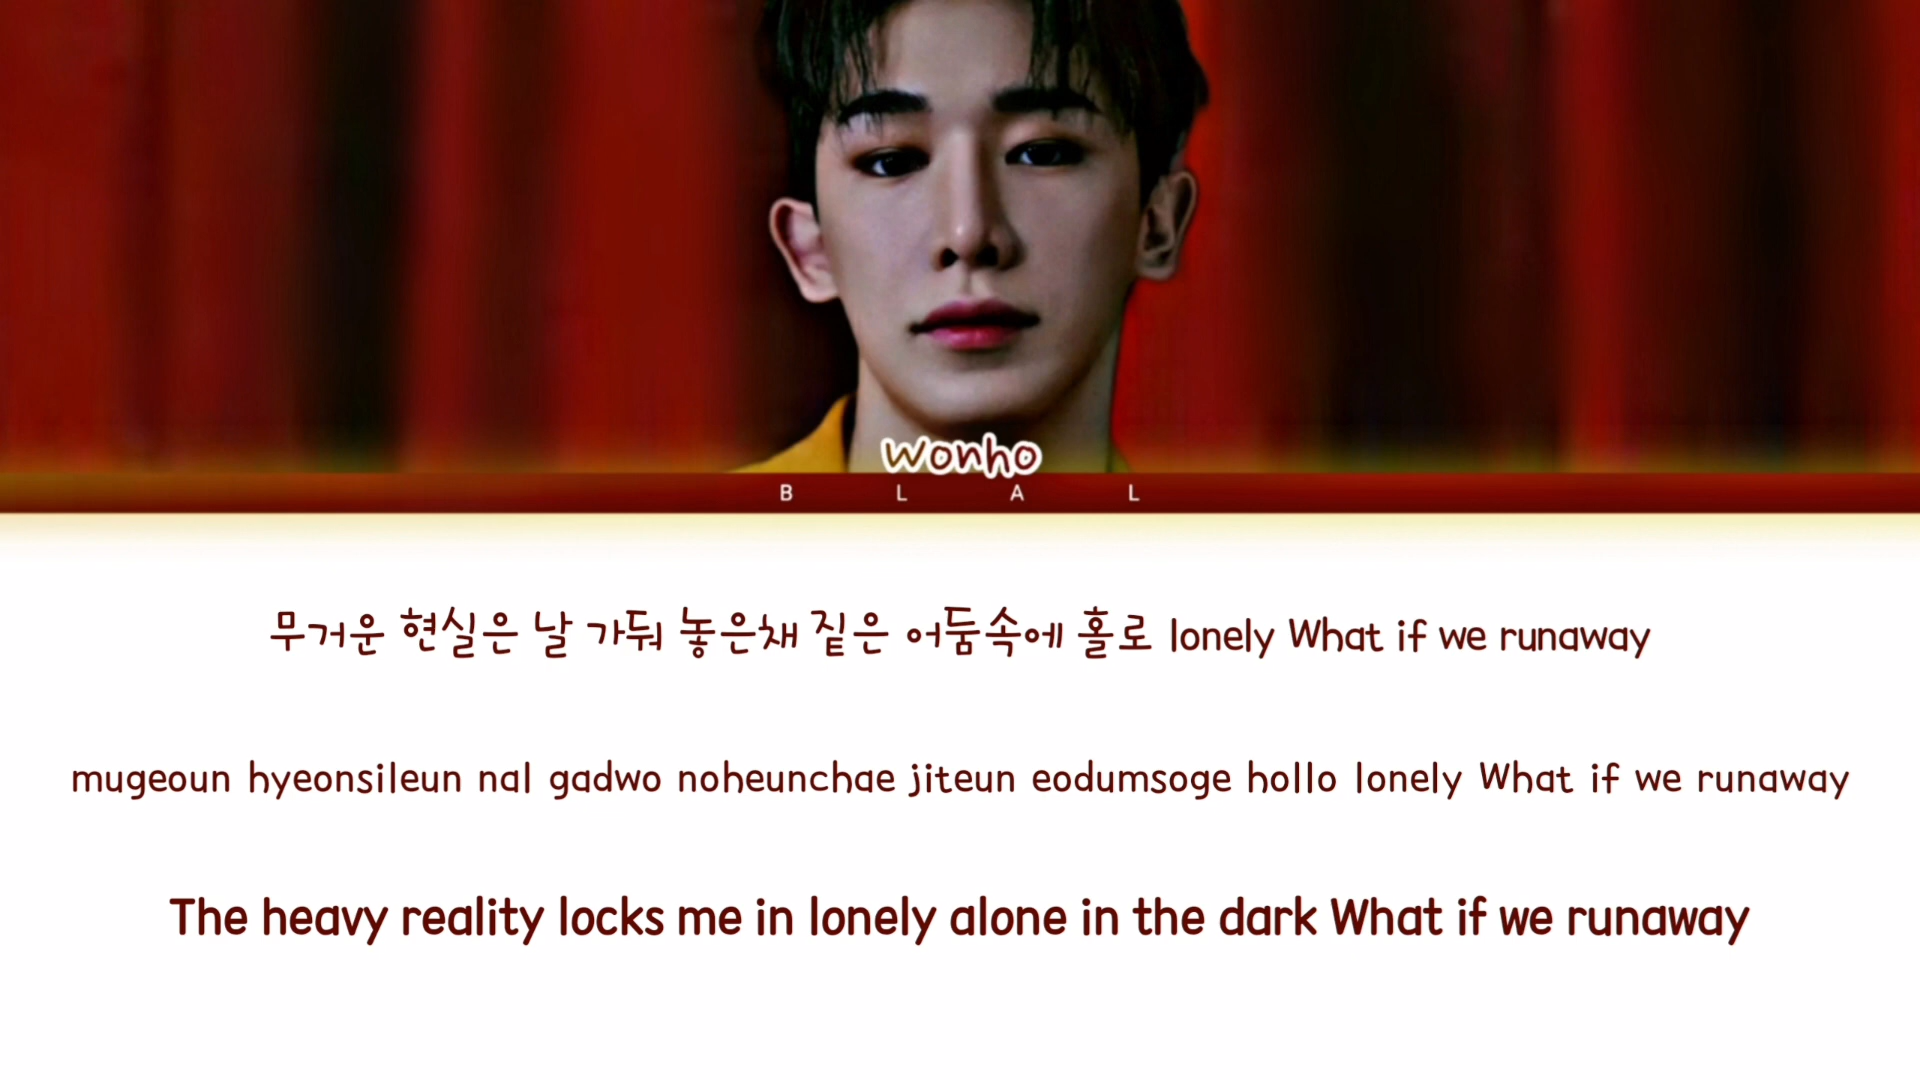 wonho
B L A L
무거운 현실은 날 가둬 놓은채 짙은 어둠속에 홀로 lonely What if we runaway
mugeoun hyeonsileun nal gadwo noheunchae jiteun eodumsoge hollo lonely What if we runaway
The heavy reality locks me in lonely alone in the dark What if we runaway